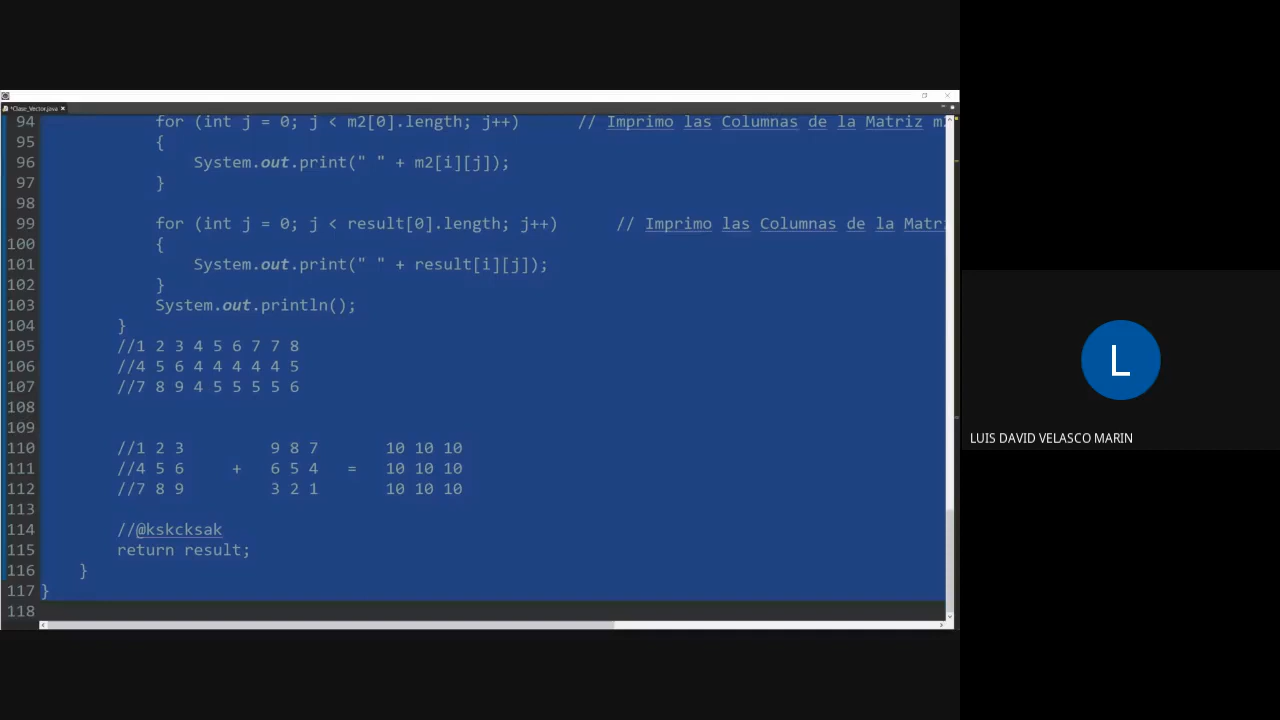 *Clase_Vector.java
94 for (int j = 0; j < m2[0].length; j++) // Imprimo las Columnas de la Matriz m2
95 {
96 System.out.print(" " + m2[i][j]);
97 }
98
99 for (int j = 0; j < result[0].length; j++) // Imprimo las Columnas de la Matri
100 {
101 System.out.print(" " + result[i][j]);
102 }
103 System.out.println();
104 }
105 //1 2 3 4 5 6 7 7 8
106 //4 5 6 4 4 4 4 4 5
107 //7 8 9 4 5 5 5 5 6
108
109
110 //1 2 3 9 8 7 10 10 10
111 //4 5 6 + 6 5 4 = 10 10 10
112 //7 8 9 3 2 1 10 10 10
113
114 //@kskcksak
115 return result;
116 }
117 }
118
L
LUIS DAVID VELASCO MARIN